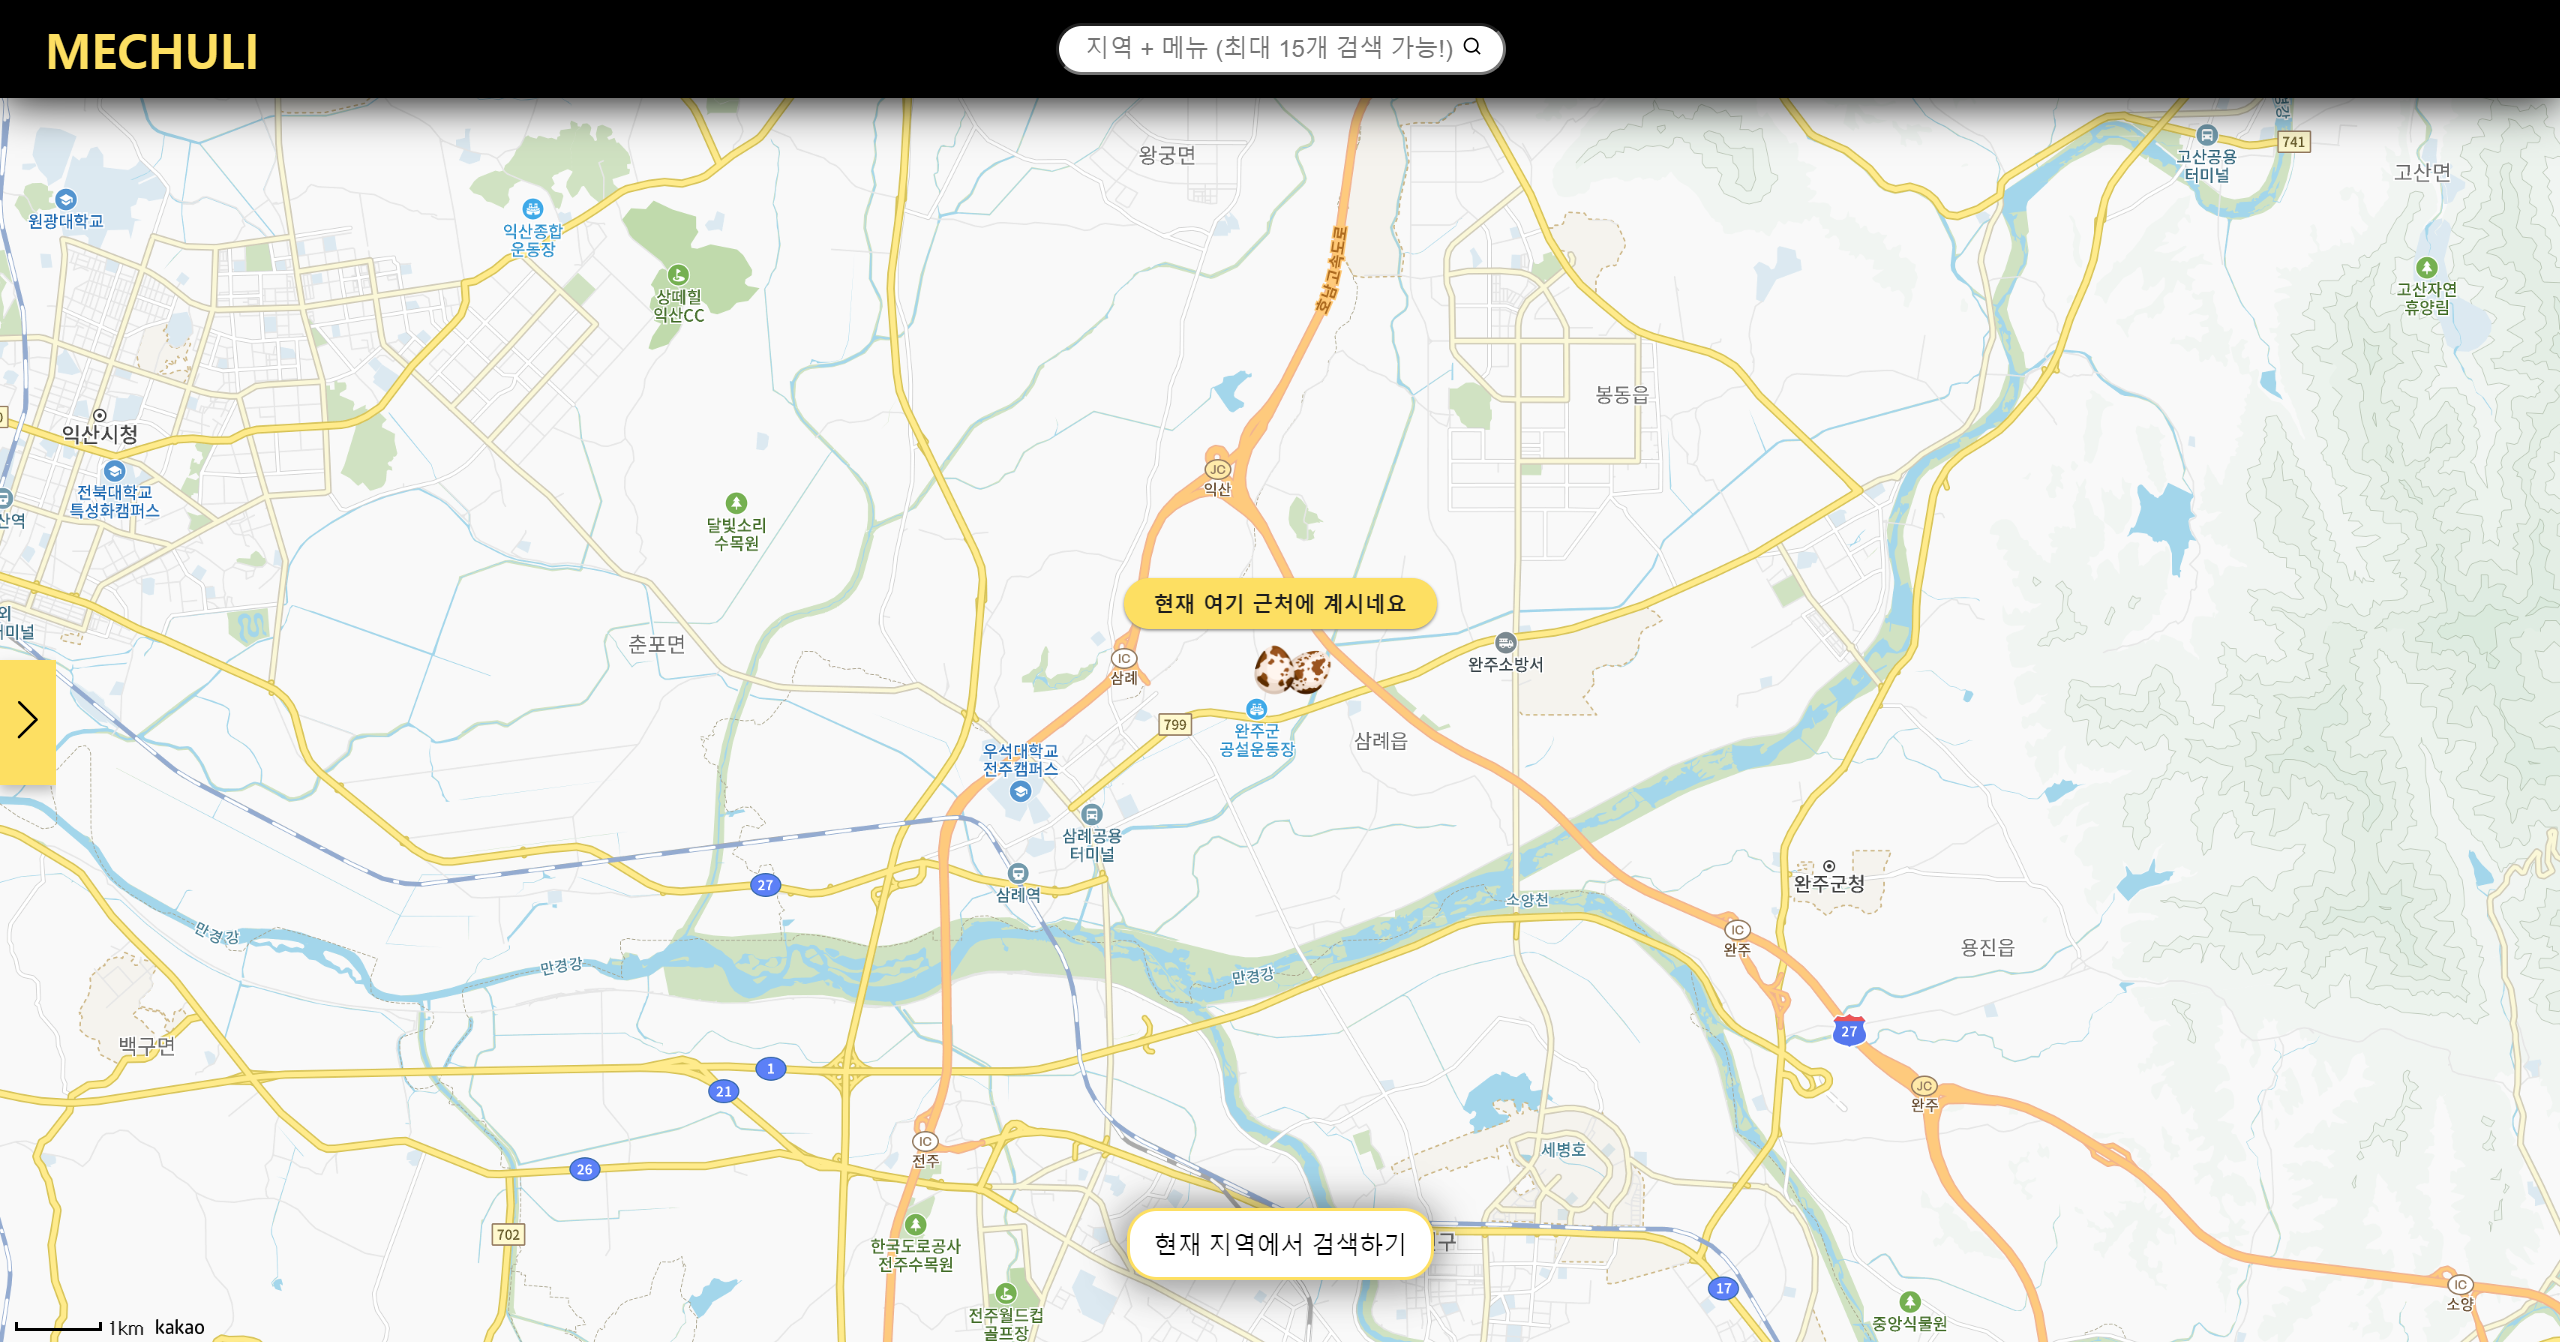 MECHULI
지역 + 메뉴 (최대 15개 검색 가능!)
왕궁면
741
고산공용
터미널
고산면
원광대학교
익산종합
운동장
호남고속도로
상떼힐
익산CC
고산자연
휴양림
봉동읍
익산시청
JC
익산
전북대학교
특성화캠퍼스
산역
달빛소리
수목원
현재 여기 근처에 계시네요
외
터미널
춘포면
IC
삼례
완주소방서
799
완주군
공설운동장
삼례읍
우석대학교
전주캠퍼스
삼례공용
터미널
27
삼례역
소양천
완주군청
만경강
만경강
만경강
IC
완주
용진읍
백구면
27
1
21
JC
완주
IC
전주
세병호
26
702
한국도로공사
전주수목원
현재 지역에서 검색하기
구
17
IC
소양
전주월드컵
골프장
중앙식물원
1km kakao